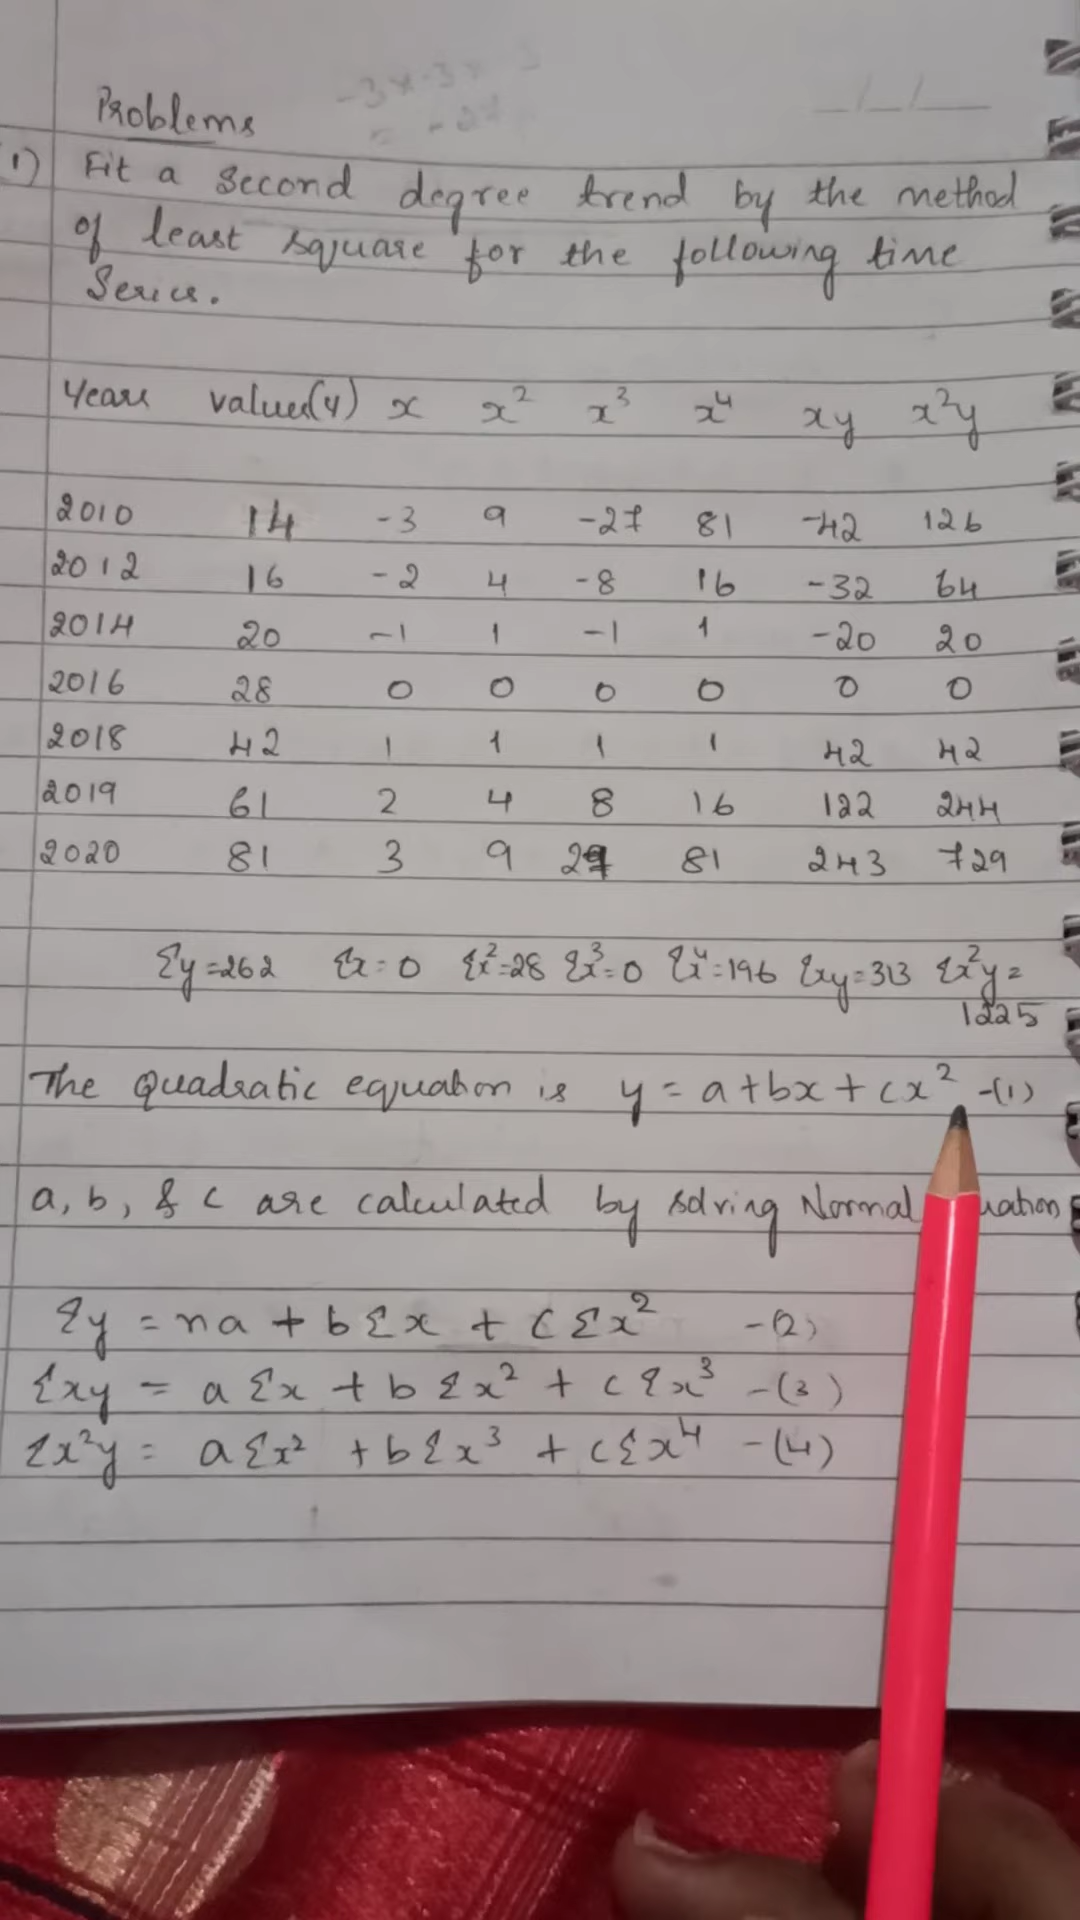 Problems
1) Fit a second degree trend by the method
of least square for the following time
Series.
Years values(y) x x² x³ x⁴ xy x²y
2010 14 -3 9 -27 81 -42 126
2012 16 -2 4 -8 16 -32 64
2014 20 -1 1 -1 1 -20 20
2016 28 0 0 0 0 0 0
2018 42 1 1 1 1 42 42
2019 61 2 4 8 16 122 244
2020 81 3 9 27 81 243 729
Σy=262 Σx=0 Σx²=28 Σx³=0 Σx⁴=196 Σxy=313 Σx²y=
1225
The quadratic equation is y = a+bx+cx² -(1)
a, b, & c are calculated by solving Normal
Σy = na + bΣx + cΣx² -(2)
Σxy = aΣx + bΣx² + cΣx³ -(3)
Σx²y = aΣx² + bΣx³ + cΣx⁴ -(4)